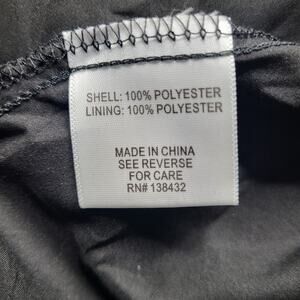 SHELL: 100% POLYESTER
LINING: 100% POLYESTER
MADE IN CHINA
SEE REVERSE
FOR CARE
RN# 138432